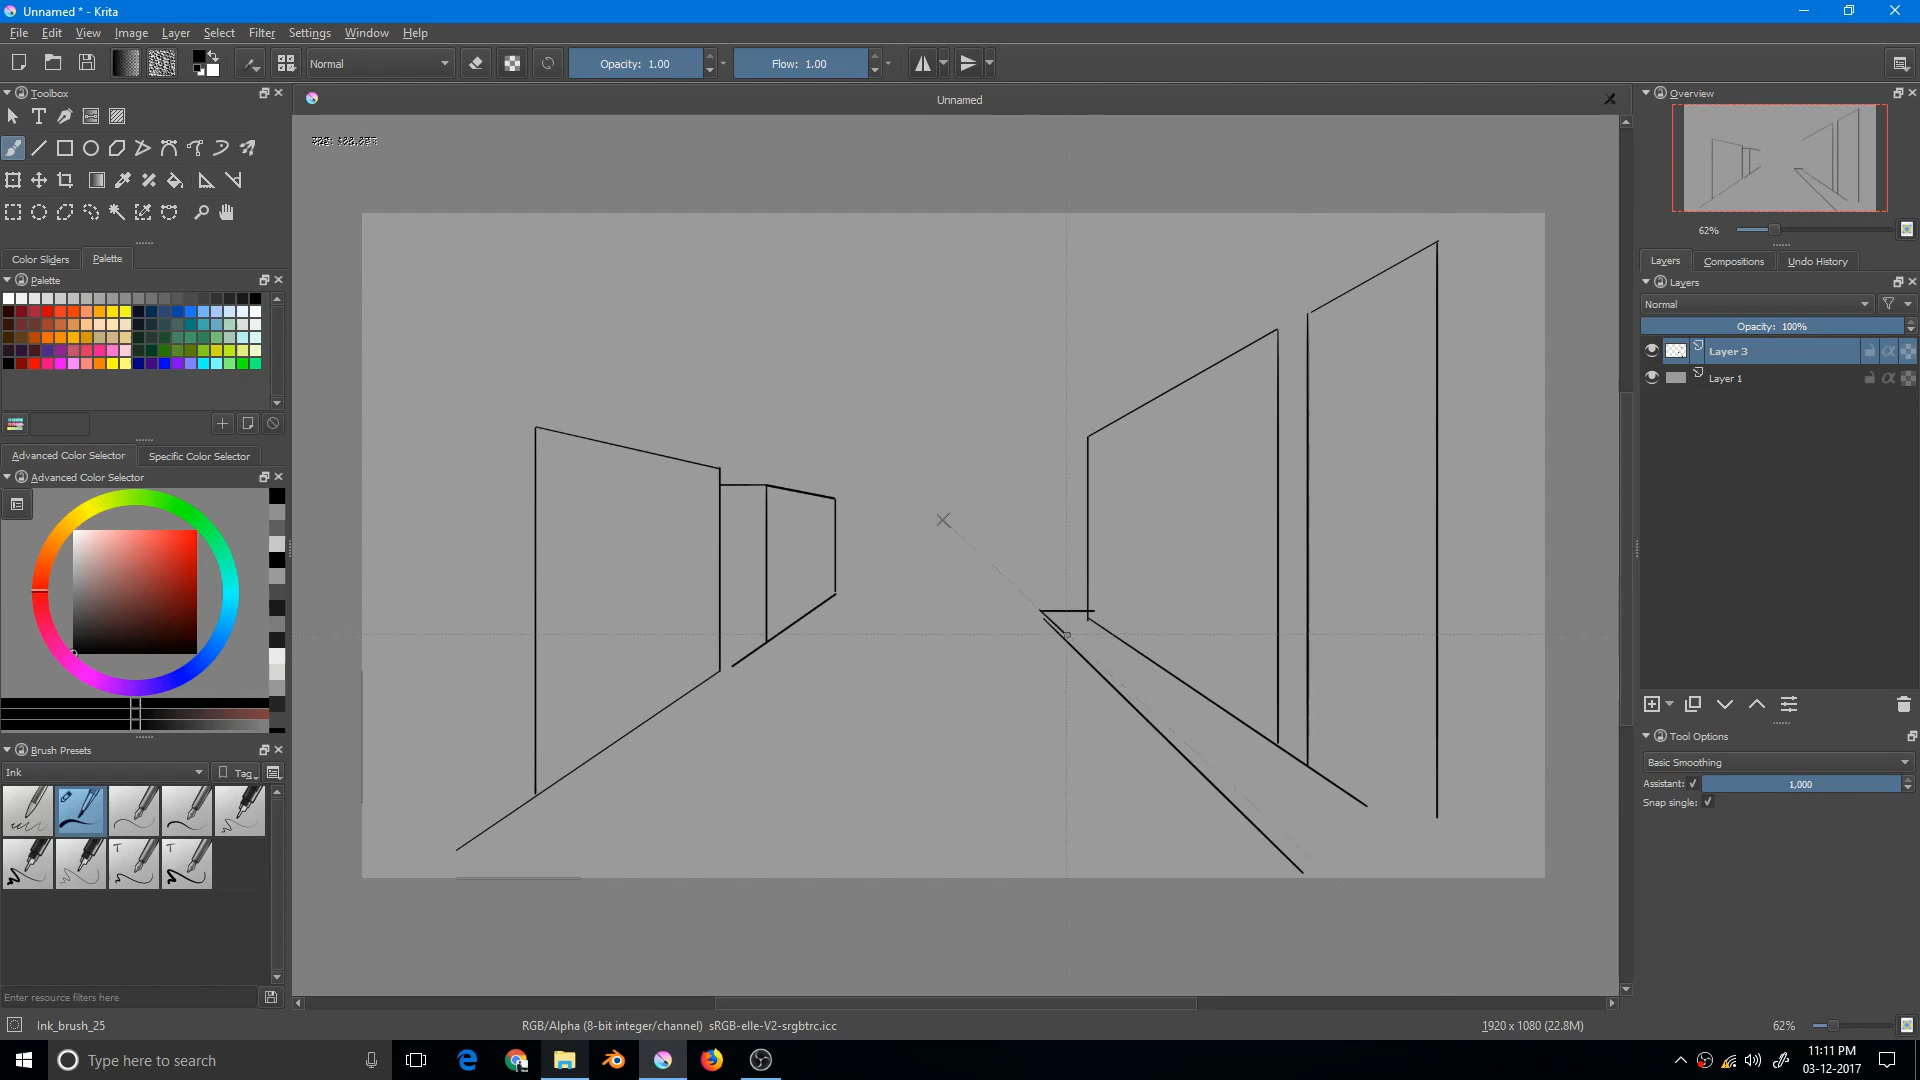 Unnamed * - Krita
File Edit View Image Layer Select Filter Settings Window Help
Normal Opacity: 1.00 Flow: 1.00
Toolbox
Unnamed
Color Sliders Palette
Palette
Advanced Color Selector Specific Color Selector
Advanced Color Selector
Brush Presets
Ink Tag
T T
Enter resource filters here
Ink_brush_25
RGB/Alpha (8-bit integer/channel) sRGB-elle-V2-srgbtrc.icc
1920 x 1080 (22.8M)
62%
Overview
62%
Layers Compositions Undo History
Layers
Normal
Opacity: 100%
Layer 3
Layer 1
Tool Options
Basic Smoothing
Assistant: 1,000
Snap single:
Type here to search
11:11 PM
03-12-2017